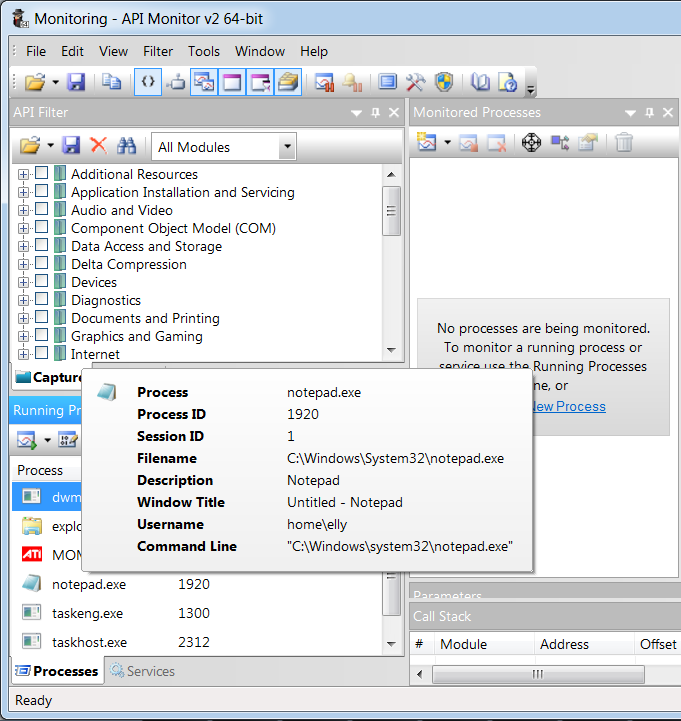 Monitoring - API Monitor v2 64-bit
File Edit View Filter Tools Window Help
API Filter
Monitored Processes
All Modules
Additional Resources
Application Installation and Servicing
Audio and Video
Component Object Model (COM)
Data Access and Storage
Delta Compression
Devices
Diagnostics
Documents and Printing
Graphics and Gaming
Internet
No processes are being monitored.
To monitor a running process or
service use the Running Processes
ne, or
New Process
Capture
Running Pr
Process
dwm
explo
MOM
Process notepad.exe
Process ID 1920
Session ID 1
Filename C:\Windows\System32\notepad.exe
Description Notepad
Window Title Untitled - Notepad
Username home\elly
Command Line "C:\Windows\system32\notepad.exe"
notepad.exe 1920
taskeng.exe 1300
taskhost.exe 2312
Processes Services
Parameters
Call Stack
# Module Address Offset
Ready